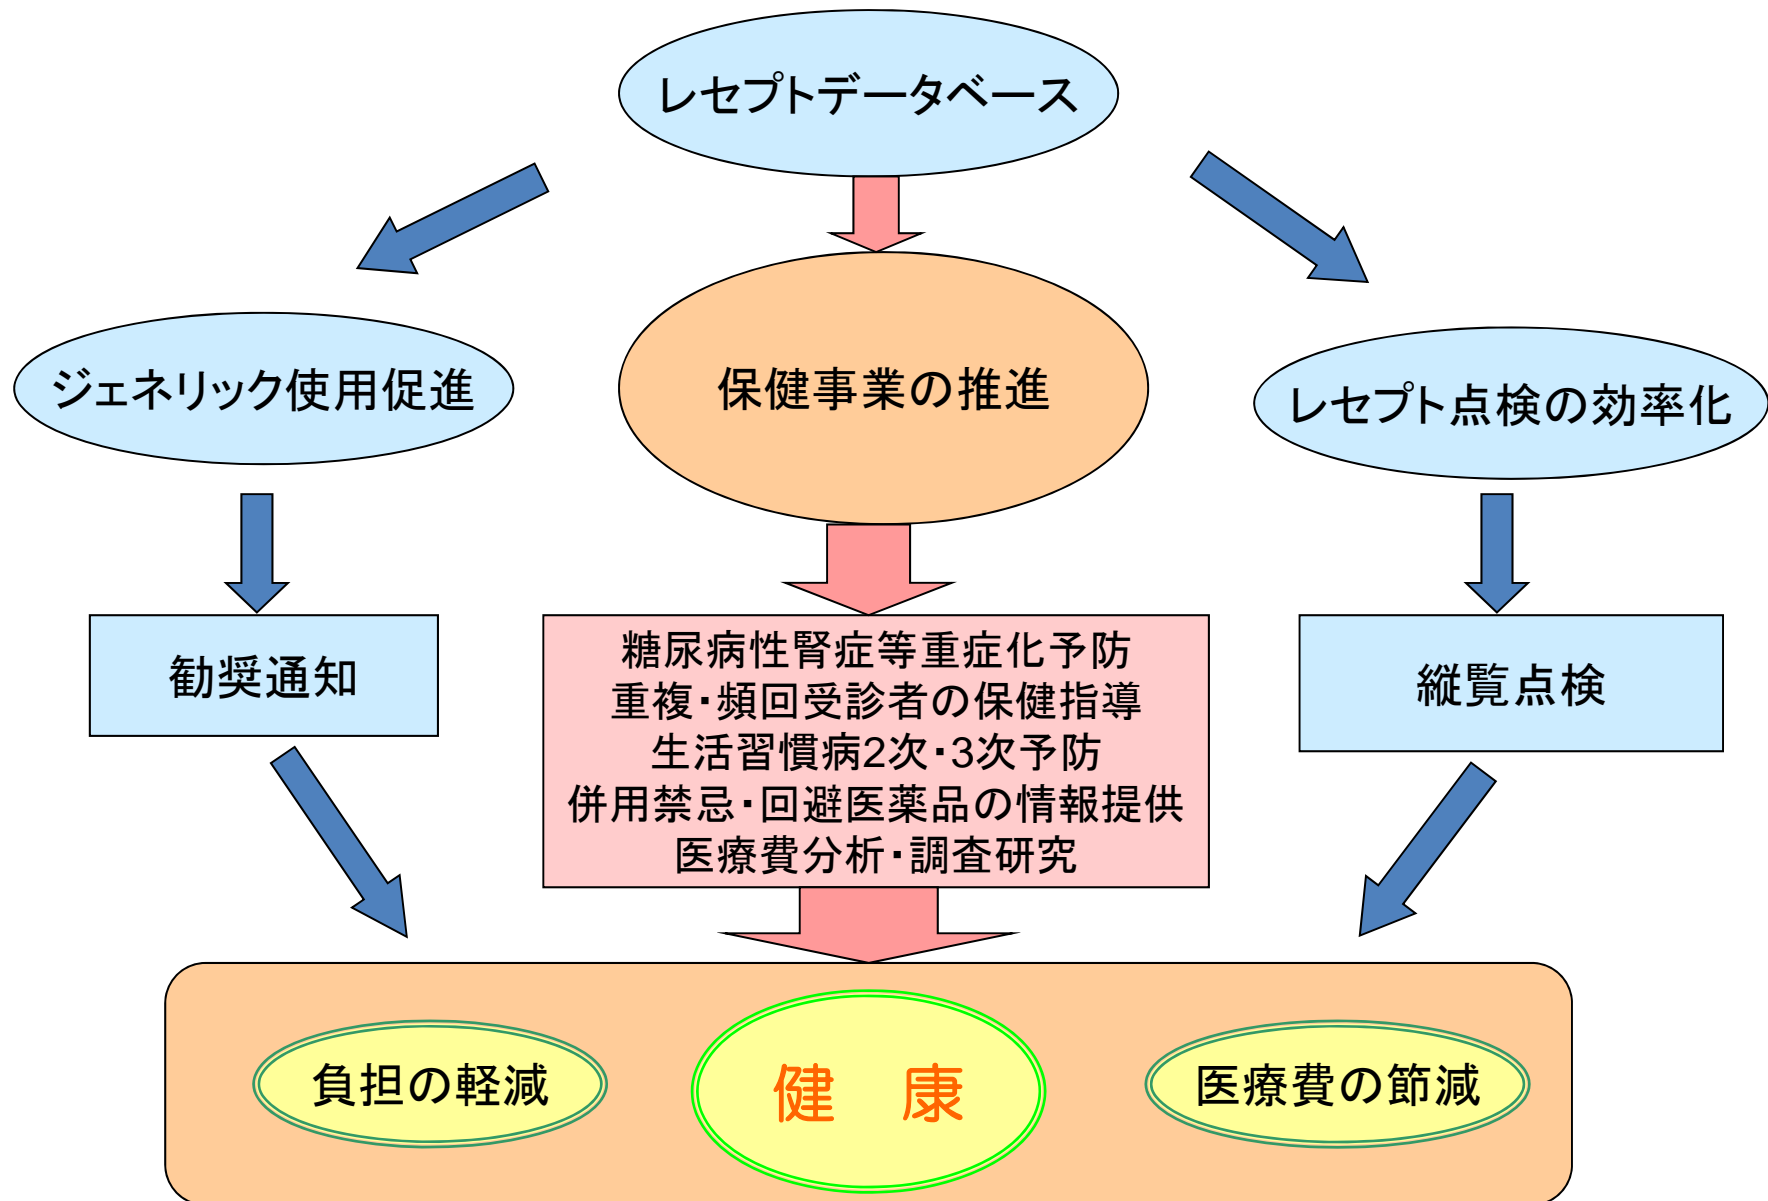 レセプトデータベース
ジェネリック使用促進
保健事業の推進
レセプト点検の効率化
勧奨通知
糖尿病性腎症等重症化予防
重複・頻回受診者の保健指導
生活習慣病2次・3次予防
併用禁忌・回避医薬品の情報提供
医療費分析・調査研究
縦覧点検
負担の軽減
健　康
医療費の節減